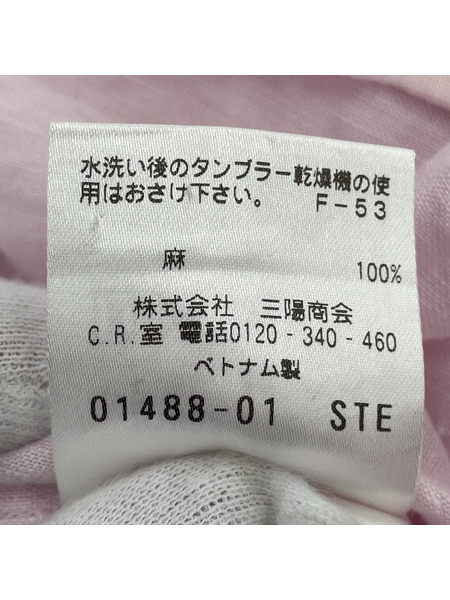 水洗い後のタンブラー乾燥機の使
用はおさけ下さい。 F-53
麻 100%
株式会社 三陽商会
C.R.室 電話0120-340-460
ベトナム製
01488-01 STE